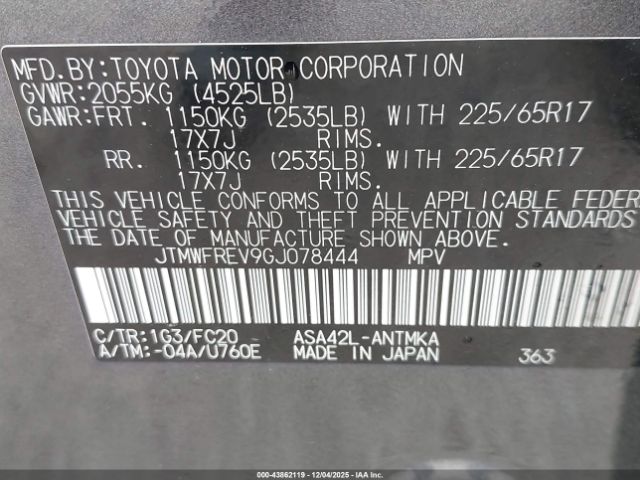 MFD.BY:TOYOTA MOTOR CORPORATION
GVWR:2055KG (4525LB)
GAWR:FRT. 1150KG (2535LB) WITH 225/65R17
17X7J RIMS.
RR. 1150KG (2535LB) WITH 225/65R17
17X7J RIMS.
THIS VEHICLE CONFORMS TO ALL APPLICABLE FEDER
VEHICLE SAFETY AND THEFT PREVENTION STANDARDS
THE DATE OF MANUFACTURE SHOWN ABOVE.
JTMWFREV9GJ078444 MPV
C/TR:1G3/FC20 ASA42L-ANTMKA
A/TM:-04A/U760E MADE IN JAPAN 363
00-43862119 - 12/04/2025 - IAAI.COM